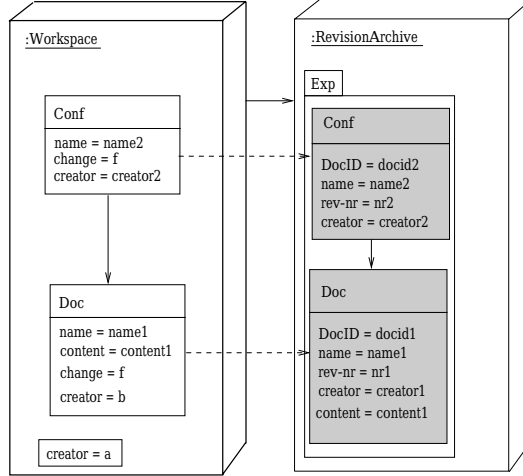 :Workspace
Conf
name = name2
change = f
creator = creator2
Doc
name = name1
content = content1
change = f
creator = b
creator = a
:RevisionArchive
Exp
Conf
DocID = docid2
name = name2
rev-nr = nr2
creator = creator2
Doc
DocID = docid1
name = name1
rev-nr = nr1
creator = creator1
content = content1